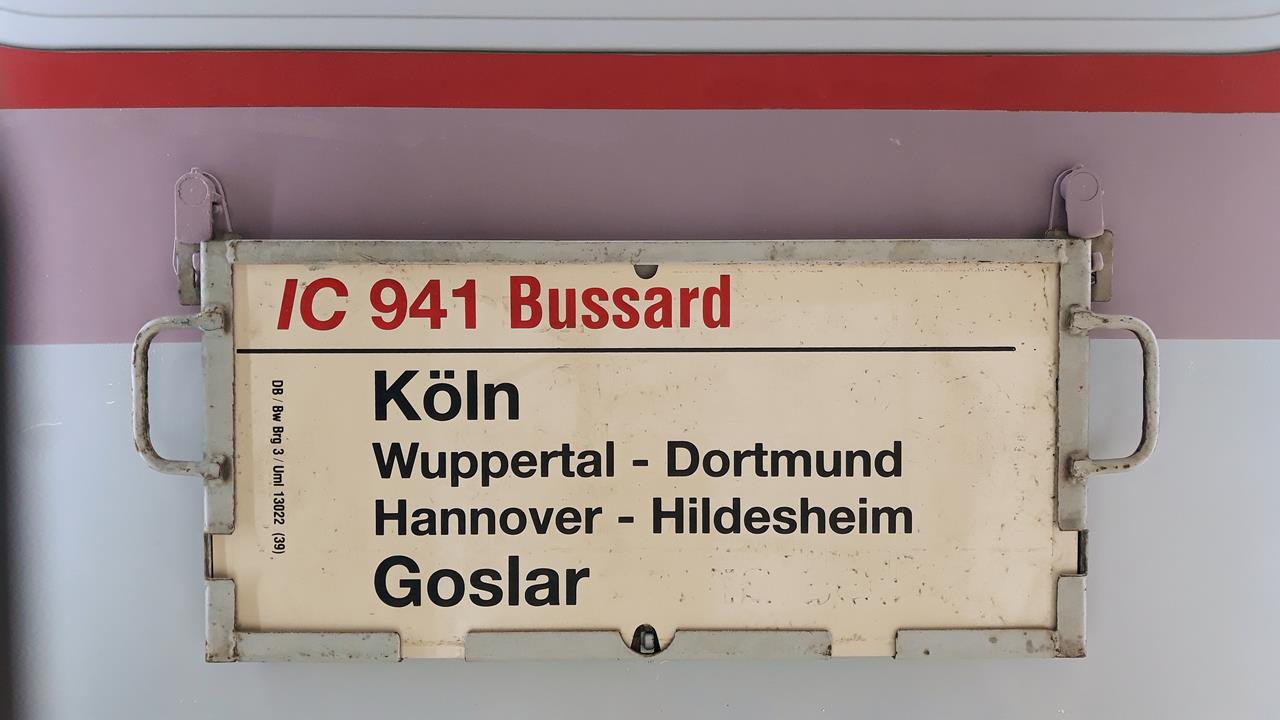 IC 941 Bussard
Köln
Wuppertal - Dortmund
Hannover - Hildesheim
Goslar
DB / Bw Brg 3 / Uml 13022 (39)